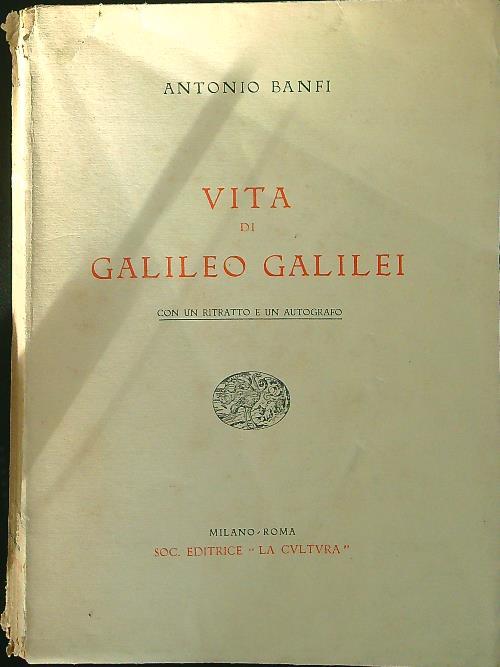 ANTONIO BANFI
VITA
DI
GALILEO GALILEI
CON UN RITRATTO E UN AUTOGRAFO
MILANO-ROMA
SOC. EDITRICE "LA CVLTVRA"